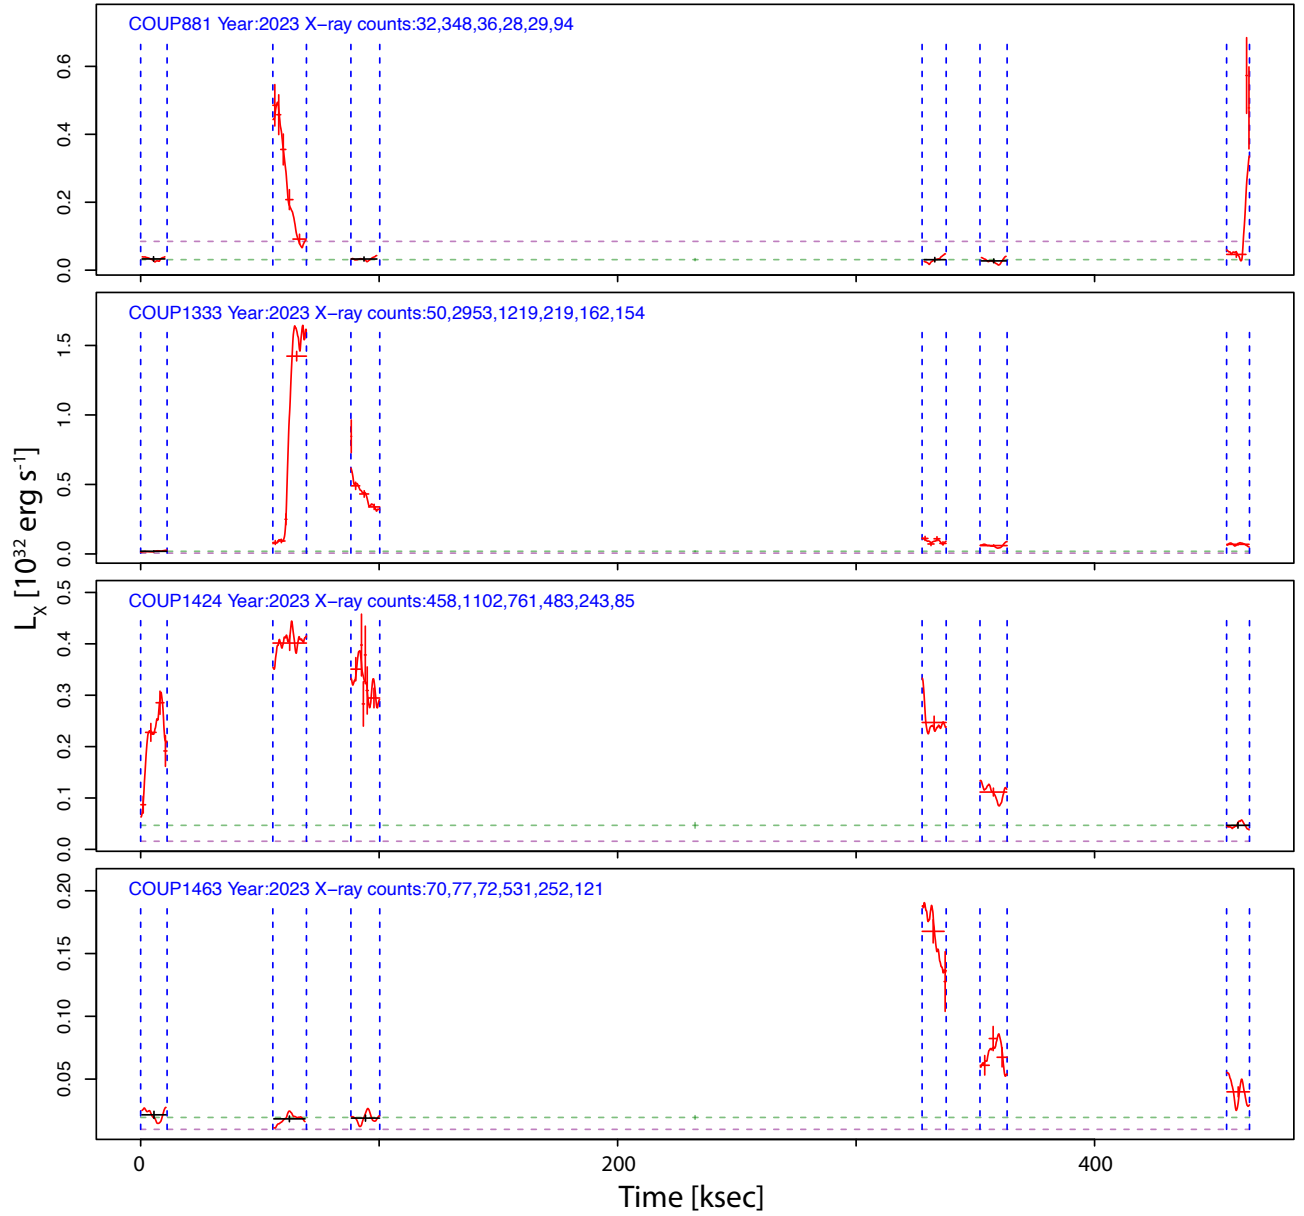 COUP881 Year:2023 X−ray counts:32,348,36,28,29,94
0.6
0.4
0.2
0.0
COUP1333 Year:2023 X−ray counts:50,2953,1219,219,162,154
1.5
1.0
0.5
0.0
COUP1424 Year:2023 X−ray counts:458,1102,761,483,243,85
0.5
0.4
0.3
0.2
0.1
0.0
COUP1463 Year:2023 X−ray counts:70,77,72,531,252,121
0.20
0.15
0.10
0.05
L_X [10^32 erg s^-1]
0 200 400
Time [ksec]